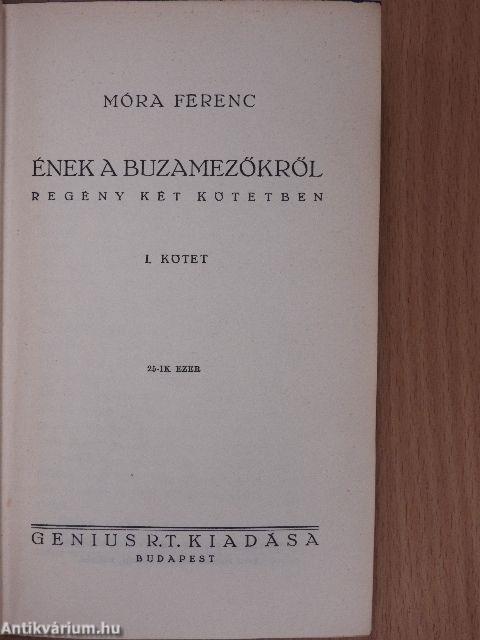 MÓRA FERENC
ÉNEK A BUZAMEZŐKRŐL
REGÉNY KÉT KÖTETBEN
I. KÖTET
25-IK EZER
GENIUS R.T. KIADÁSA
BUDAPEST
Antikvárium.hu